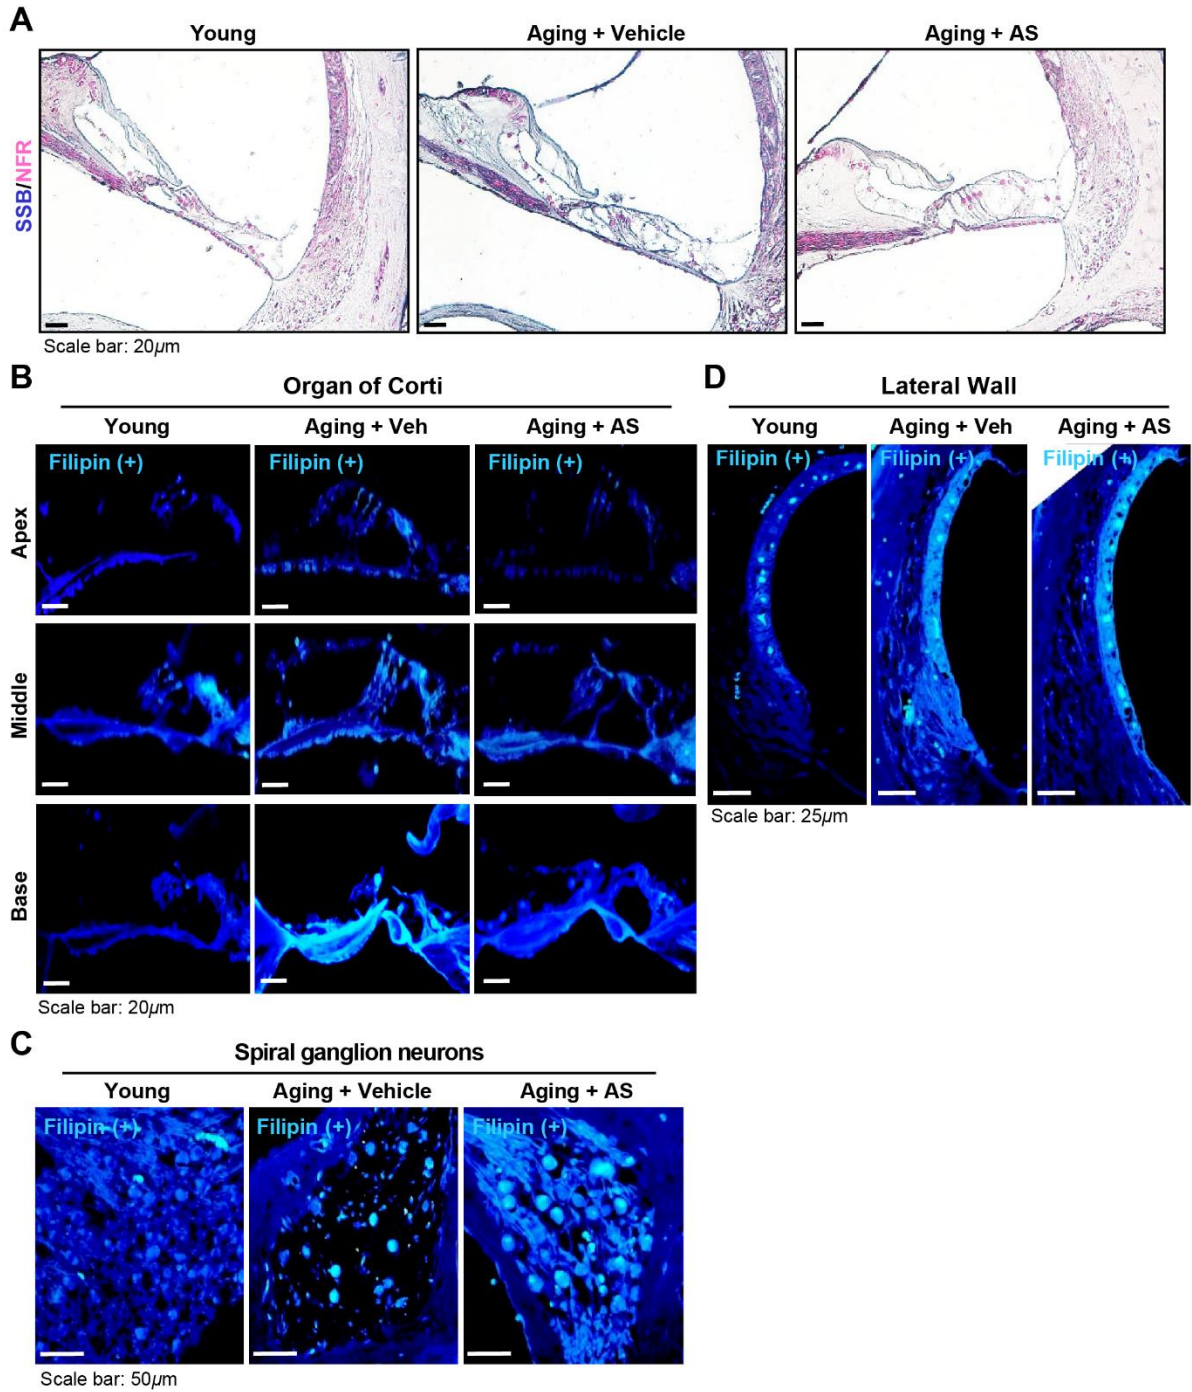 A
Young
Aging + Vehicle
Aging + AS
SSB/NFR
Scale bar: 20µm
B
Organ of Corti
Young
Aging + Veh
Aging + AS
Filipin (+)
Filipin (+)
Filipin (+)
Apex
Middle
Base
Scale bar: 20µm
D
Lateral Wall
Young
Aging + Veh
Aging + AS
Filipin (+)
Filipin (+)
Filipin (+)
Scale bar: 25µm
C
Spiral ganglion neurons
Young
Aging + Vehicle
Aging + AS
Filipin (+)
Filipin (+)
Filipin (+)
Scale bar: 50µm